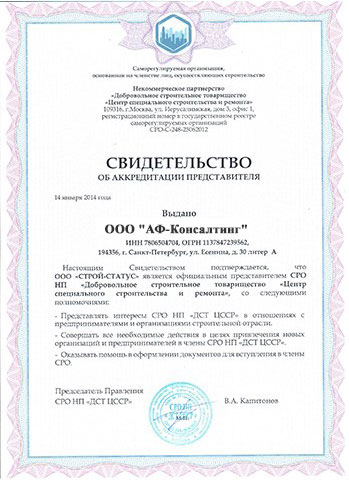 Саморегулируемая организация,
основанная на членстве лиц, осуществляющих строительство
Некоммерческое партнерство
«Добровольное строительное товарищество
«Центр специального строительства и ремонта»
109316, г.Москва, ул. Иерусалимская, дом 3, офис 1,
регистрационный номер в государственном реестре
саморегулируемых организаций
СРО-С-248-25062012
СВИДЕТЕЛЬСТВО
ОБ АККРЕДИТАЦИИ ПРЕДСТАВИТЕЛЯ
14 января 2014 года
Выдано
ООО "АФ-Консалтинг"
ИНН 7806504704, ОГРН 1137847239562,
194356, г. Санкт-Петербург, ул. Есенина, д. 30 литер А
Настоящим Свидетельством подтверждается, что
ООО «СТРОЙ-СТАТУС» является официальным представителем СРО
НП «Добровольное строительное товарищество «Центр
специального строительства и ремонта», со следующими
полномочиями:
- Представлять интересы СРО НП «ДСТ ЦССР» в отношениях с
предпринимателями и организациями строительной отрасли.
- Совершать все необходимые действия в целях привлечения новых
организаций и предпринимателей в члены СРО НП «ДСТ ЦССР».
- Оказывать помощь в оформлении документов для вступления в члены
СРО.
Председатель Правления
СРО НП «ДСТ ЦССР»
В.А. Капитонов